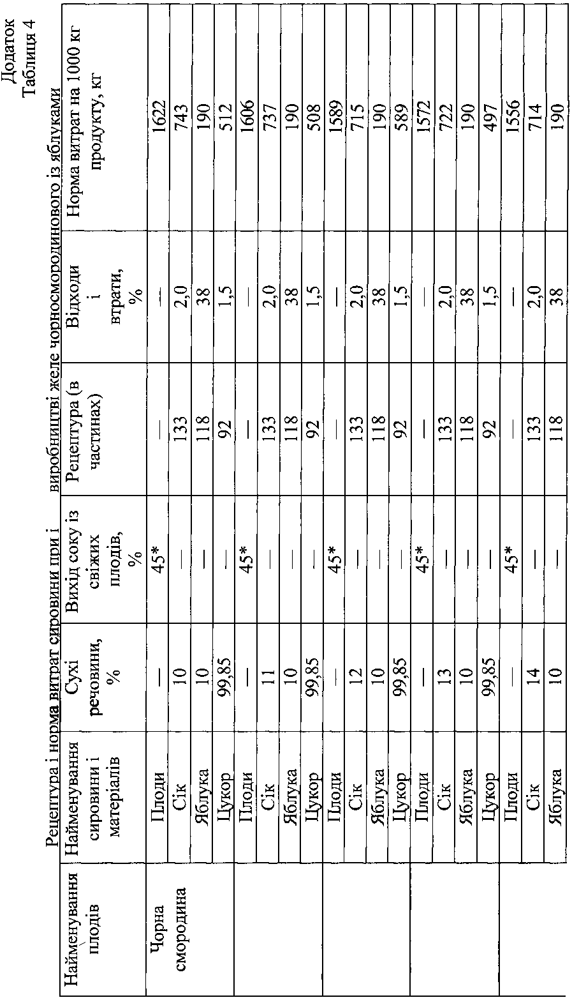 Додаток
Таблиця 4
Рецептура і норма витрат сировини при і виробництві желе чорносмородинового із яблуками
Найменування плодів | Найменування сировини і матеріалів | Сухі речовини, % | Вихід соку із свіжих плодів, % | Рецептура (в частинах) | Відходи і втрати, % | Норма витрат на 1000 кг продукту, кг
Чорна смородина | Плоди | — | 45* | — | — | 1622
Сік | 10 | — | 133 | 2,0 | 743
Яблука | 10 | — | 118 | 38 | 190
Цукор | 99,85 | — | 92 | 1,5 | 512
Плоди | — | 45* | — | — | 1606
Сік | 11 | — | 133 | 2,0 | 737
Яблука | 10 | — | 118 | 38 | 190
Цукор | 99,85 | — | 92 | 1,5 | 508
Плоди | — | 45* | — | — | 1589
Сік | 12 | — | 133 | 2,0 | 715
Яблука | 10 | — | 118 | 38 | 190
Цукор | 99,85 | — | 92 | 1,5 | 589
Плоди | — | 45* | — | — | 1572
Сік | 13 | — | 133 | 2,0 | 722
Яблука | 10 | — | 118 | 38 | 190
Цукор | 99,85 | — | 92 | 1,5 | 497
Плоди | — | 45* | — | — | 1556
Сік | 14 | — | 133 | 2,0 | 714
Яблука | 10 | — | 118 | 38 | 190